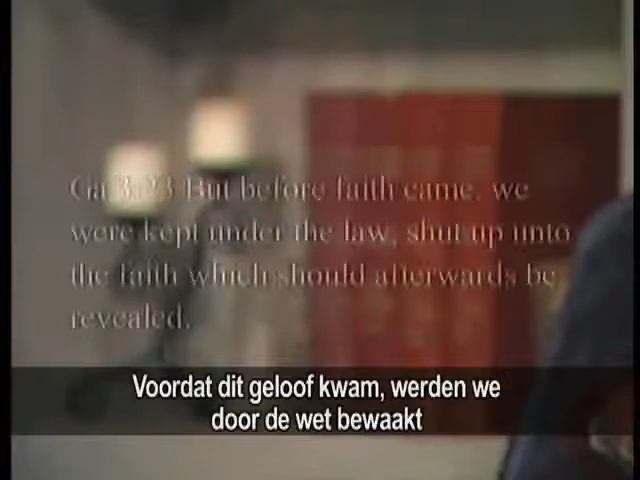 Ga 3:23 But before faith came, we
were kept under the law, shut up unto
the faith which should afterwards be
revealed.
Voordat dit geloof kwam, werden we
door de wet bewaakt